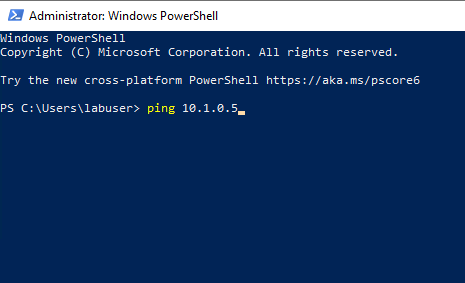 Administrator: Windows PowerShell
Windows PowerShell
Copyright (C) Microsoft Corporation. All rights reserved.
Try the new cross-platform PowerShell https://aka.ms/pscore6
PS C:\Users\labuser> ping 10.1.0.5